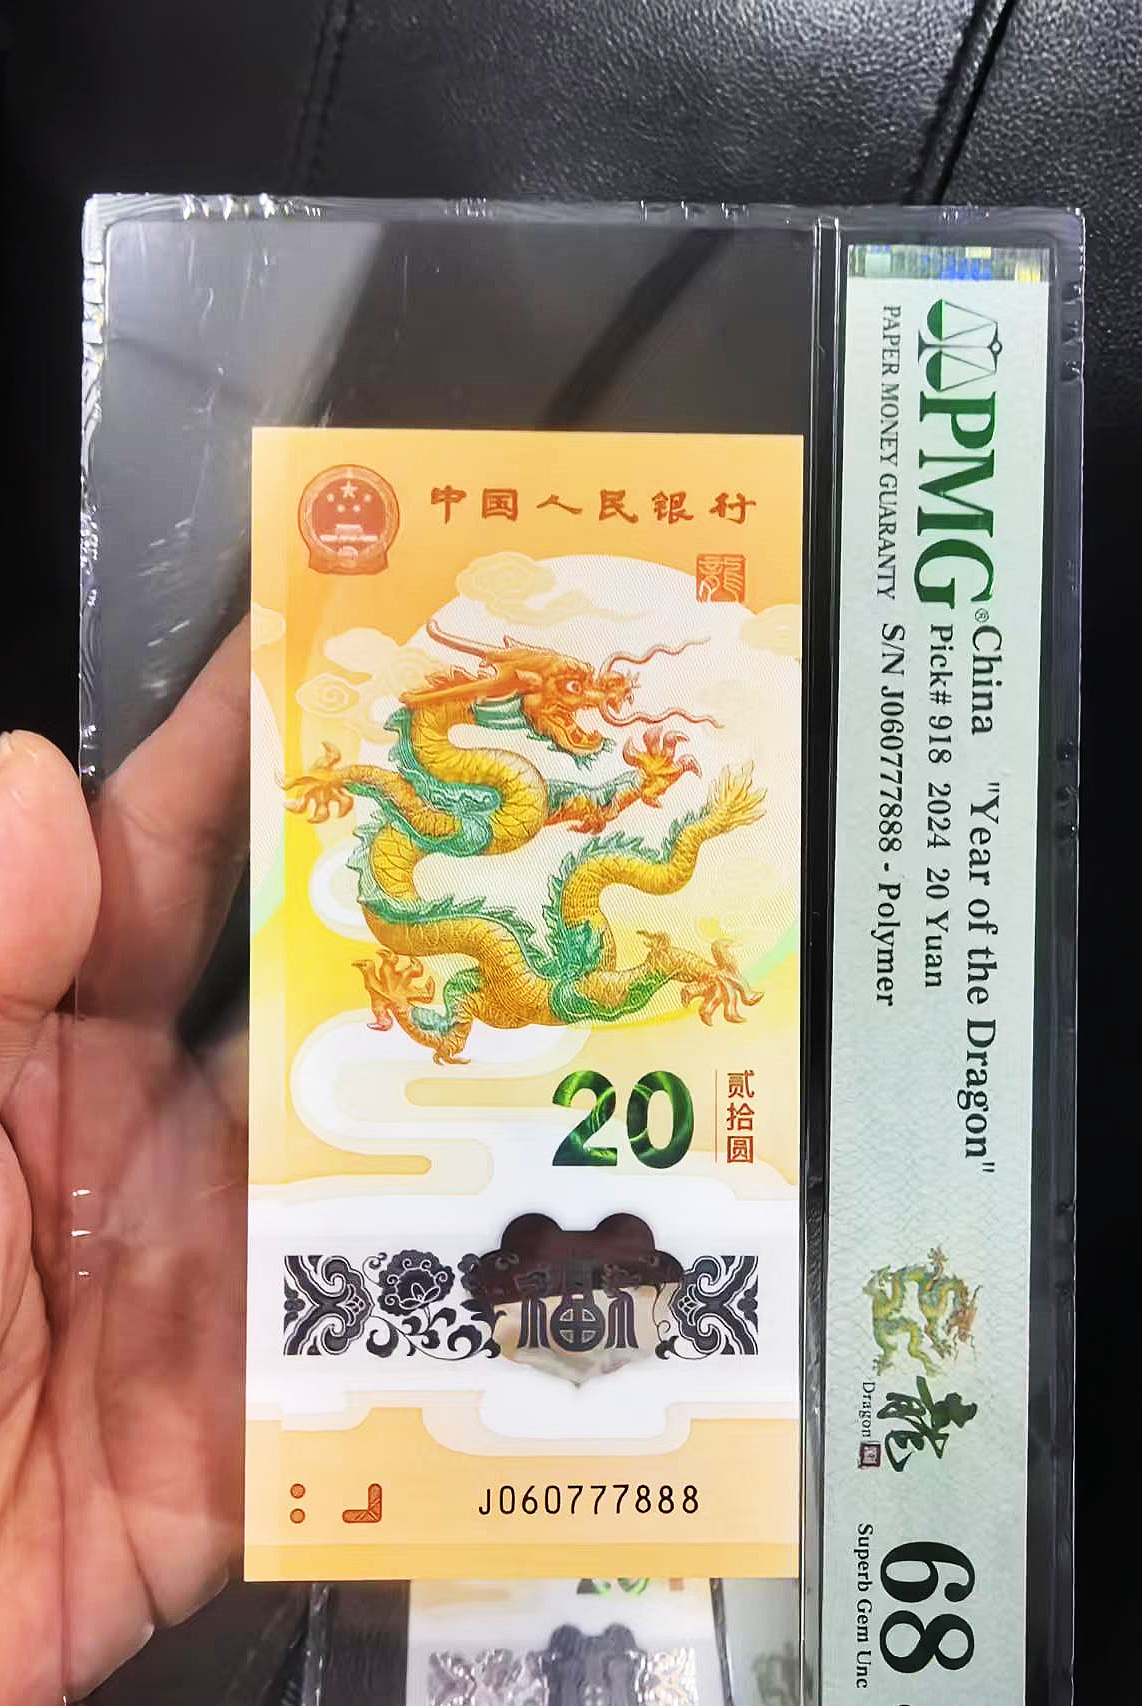 中国人民银行
龍
20
贰拾圆
福
J060777888
PMG®
PAPER MONEY GUARANTY
China "Year of the Dragon"
Pick# 918 2024 20 Yuan
S/N J060777888 - Polymer
龍
Dragon
68
Superb Gem Unc
20